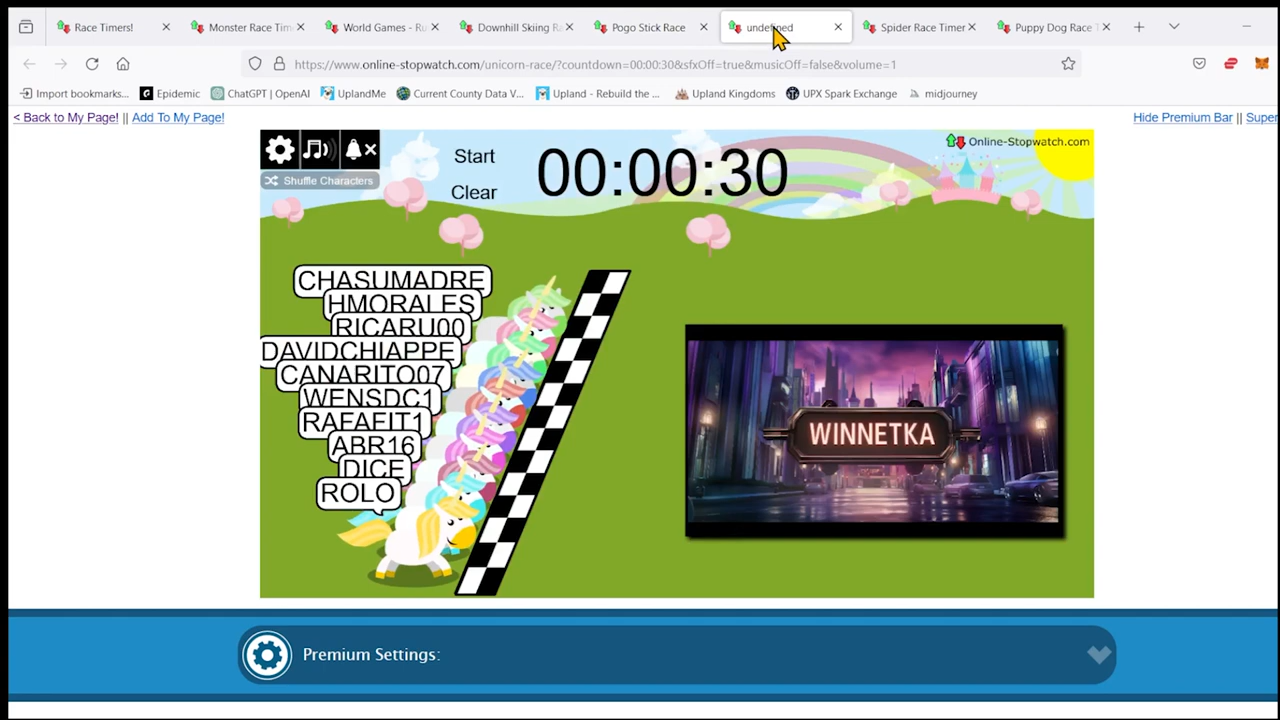 Race Timers!
Monster Race Tim
World Games - Ru
Downhill Skiing R
Pogo Stick Race
undefined
Spider Race Timer
Puppy Dog Race T
https://www.online-stopwatch.com/unicorn-race/?countdown=00:00:30&sfxOff=true&musicOff=false&volume=1
Import bookmarks...
Epidemic
ChatGPT | OpenAI
UplandMe
Current County Data V...
Upland - Rebuild the ...
Upland Kingdoms
UPX Spark Exchange
midjourney
< Back to My Page! || Add To My Page!
Hide Premium Bar || Super
Shuffle Characters
Start
Clear
00:00:30
Online-Stopwatch.com
CHASUMADRE
HMORALES
RICARU00
DAVIDCHIAPPE
CANARITO07
WENSDC1
RAFAFIT1
ABR16
DICE
ROLO
WINNETKA
Premium Settings: